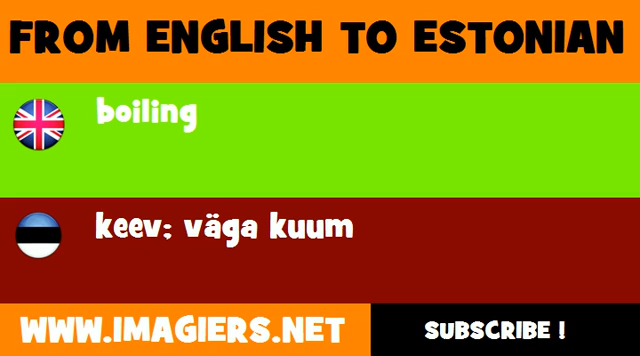 FROM ENGLISH TO ESTONIAN
boiling
keev; väga kuum
WWW.IMAGIERS.NET
SUBSCRIBE !